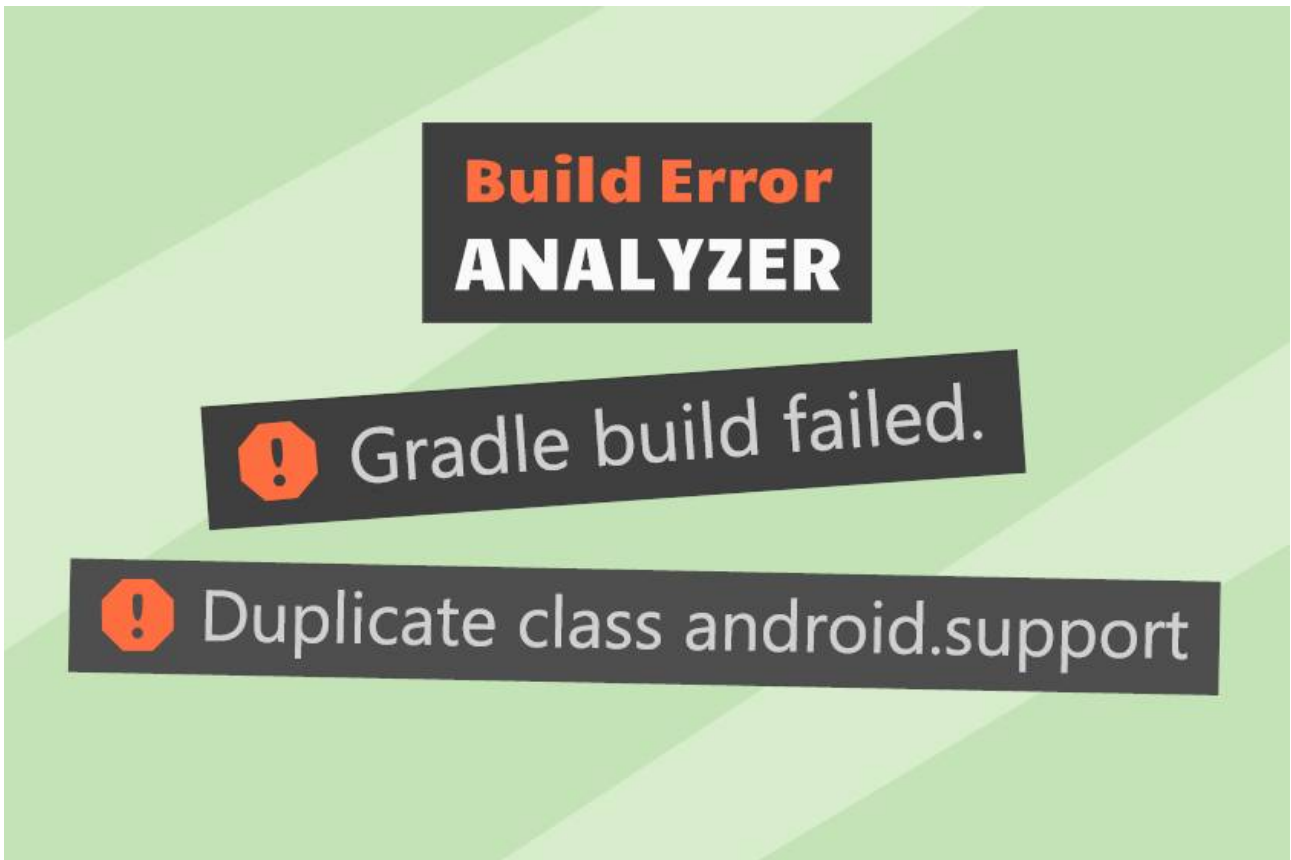 Build Error
ANALYZER
Gradle build failed.
Duplicate class android.support